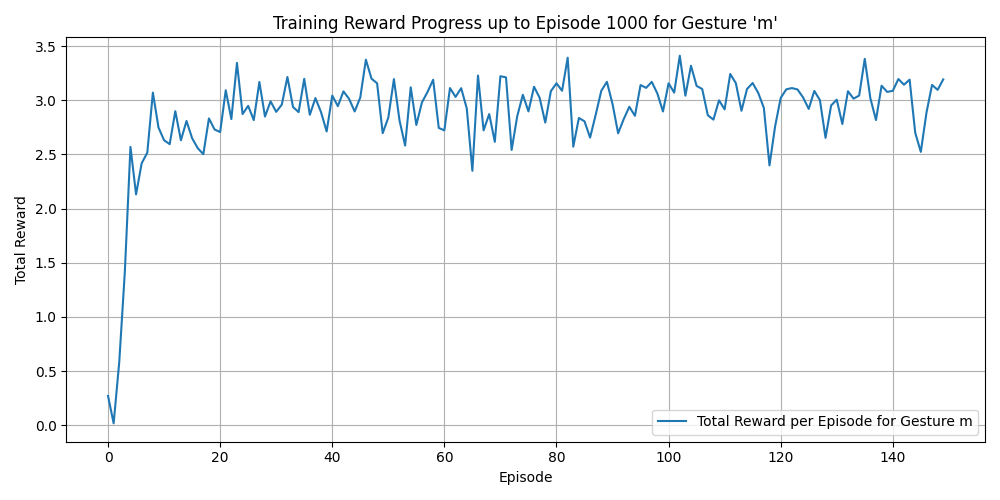 Training Reward Progress up to Episode 1000 for Gesture 'm'
3.5
3.0
2.5
2.0
1.5
1.0
0.5
0.0
Total Reward
Total Reward per Episode for Gesture m
0 20 40 60 80 100 120 140
Episode